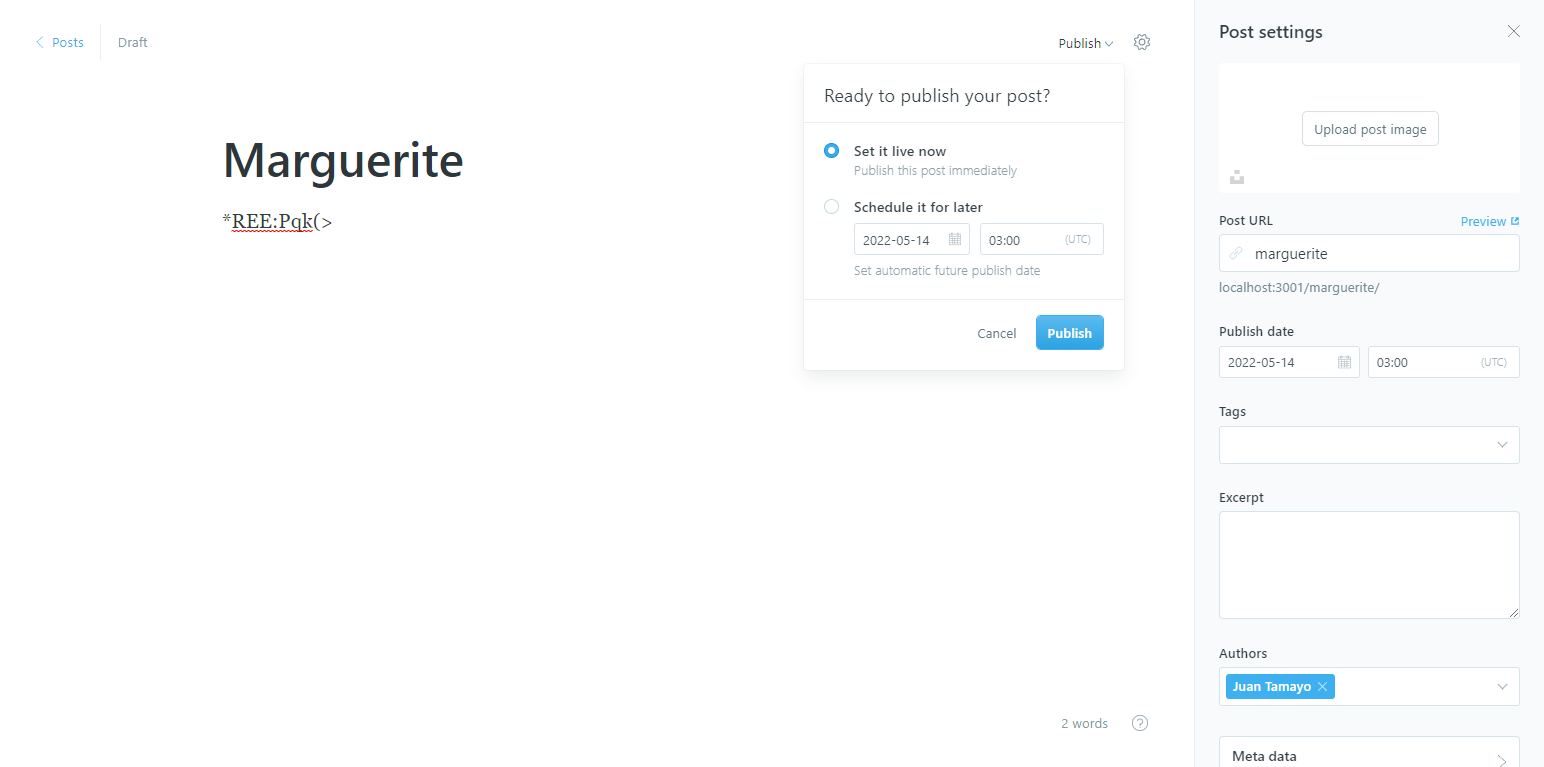 Posts
Draft
Publish
Ready to publish your post?
Set it live now
Publish this post immediately
Schedule it for later
2022-05-14
03:00
(UTC)
Set automatic future publish date
Cancel
Publish
Marguerite
*REE:Pqk(>
2 words
Post settings
Upload post image
Post URL
Preview
marguerite
localhost:3001/marguerite/
Publish date
2022-05-14
03:00
(UTC)
Tags
Excerpt
Authors
Juan Tamayo
Meta data